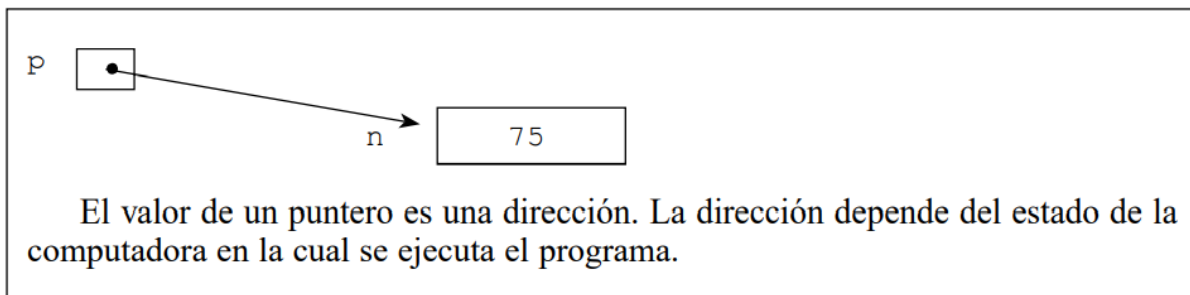 p
n 75
El valor de un puntero es una dirección. La dirección depende del estado de la
computadora en la cual se ejecuta el programa.